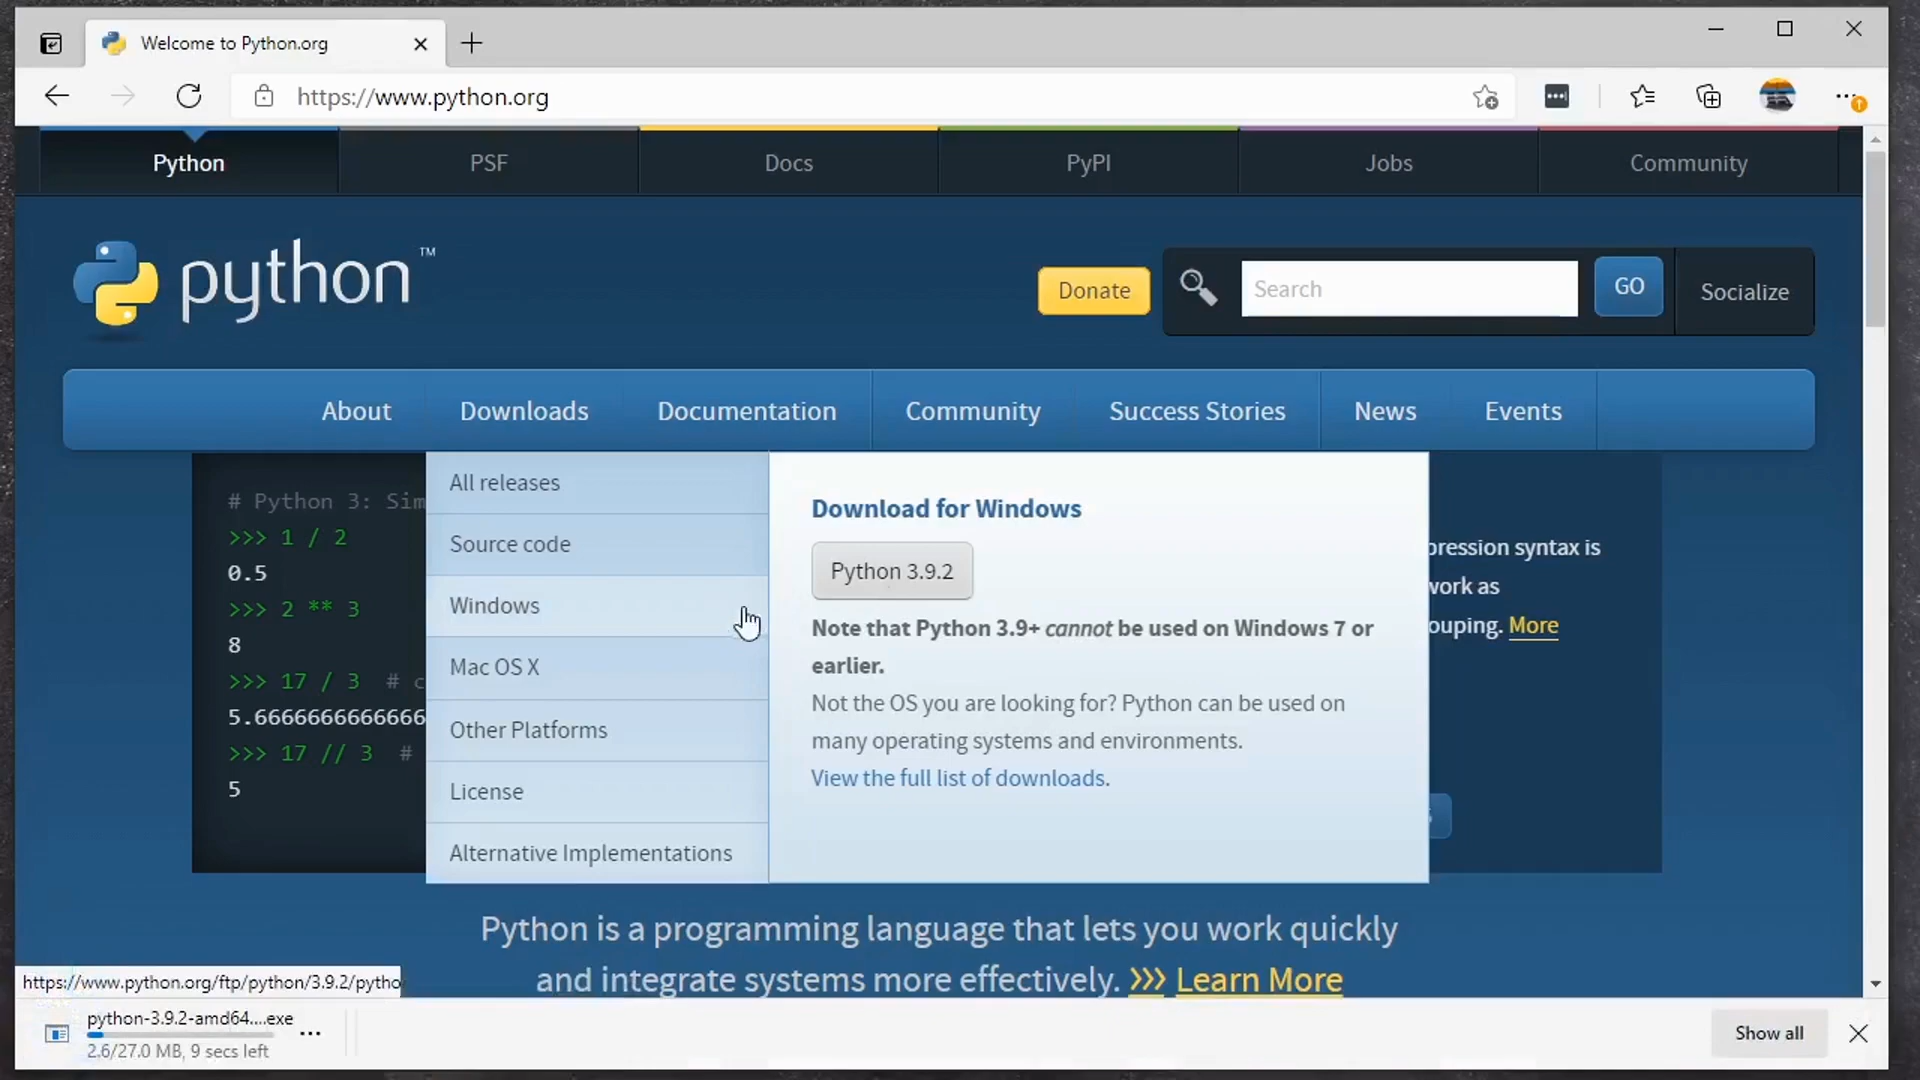 Welcome to Python.org
https://www.python.org
Python
PSF
Docs
PyPI
Jobs
Community
python™
Donate
Search
GO
Socialize
About
Downloads
Documentation
Community
Success Stories
News
Events
# Python 3: Sim
>>> 1 / 2
0.5
>>> 2 ** 3
8
>>> 17 / 3 # c
5.66666666666666
>>> 17 // 3 #
5
All releases
Source code
Windows
Mac OS X
Other Platforms
License
Alternative Implementations
Download for Windows
Python 3.9.2
Note that Python 3.9+ cannot be used on Windows 7 or
earlier.
Not the OS you are looking for? Python can be used on
many operating systems and environments.
View the full list of downloads.
pression syntax is
work as
ouping. More
Python is a programming language that lets you work quickly
and integrate systems more effectively. >>> Learn More
https://www.python.org/ftp/python/3.9.2/pytho
python-3.9.2-amd64....exe
2.6/27.0 MB, 9 secs left
Show all